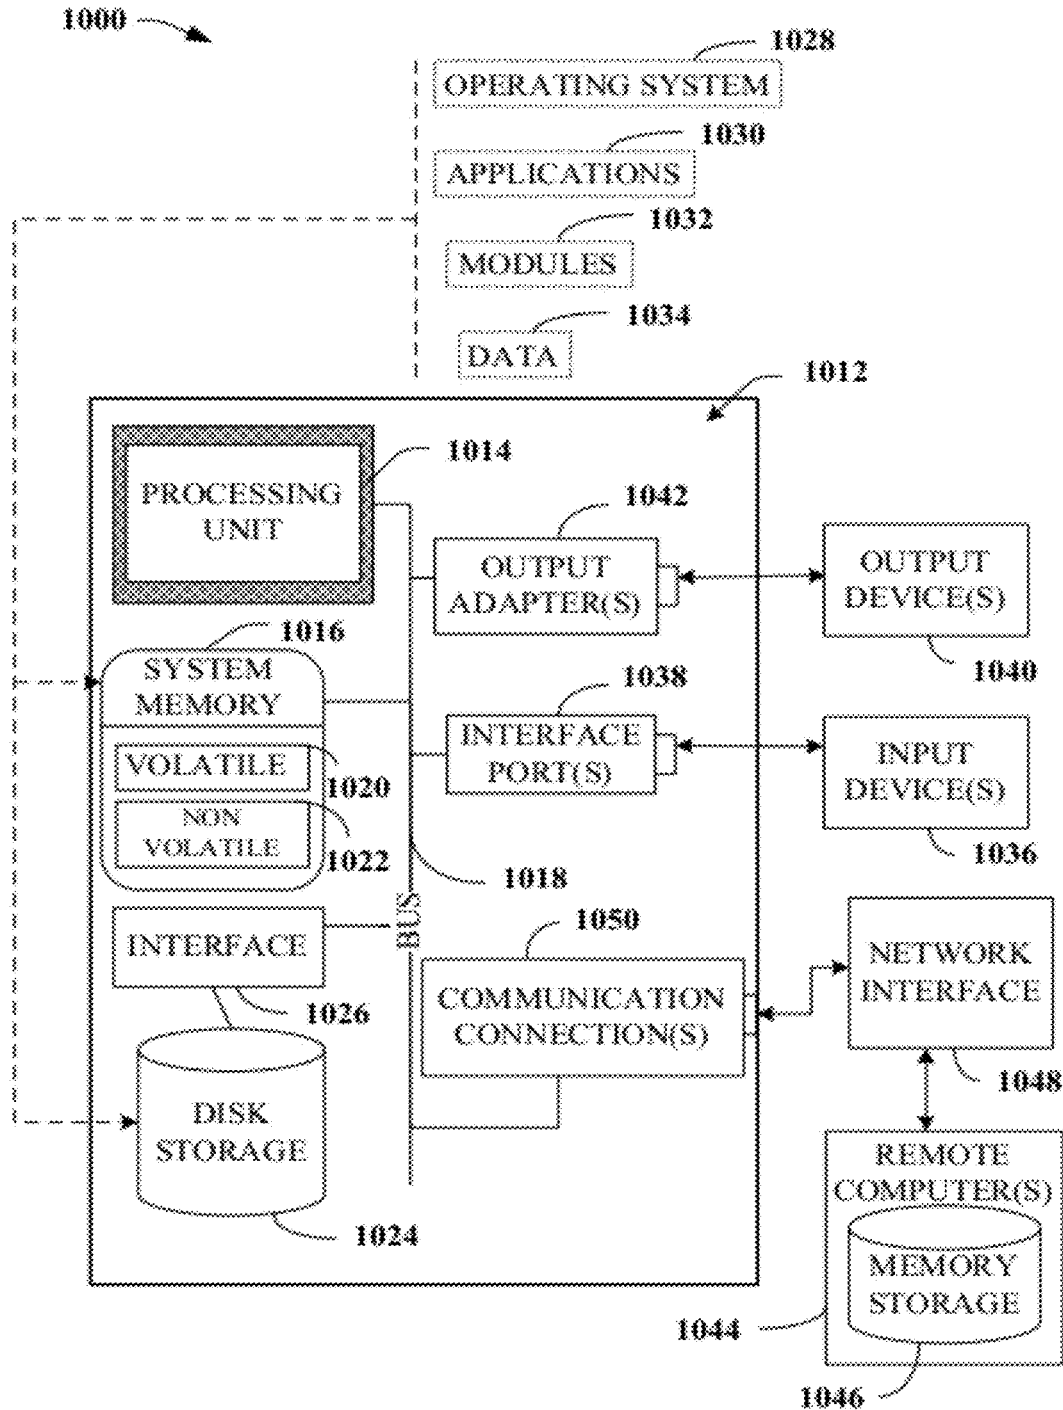 1000
1028
OPERATING SYSTEM
1030
APPLICATIONS
1032
MODULES
1034
DATA
1012
PROCESSING
UNIT
1014
1042
OUTPUT
ADAPTER(S)
OUTPUT
DEVICE(S)
1040
1016
SYSTEM
MEMORY
1038
INTERFACE
PORT(S)
INPUT
DEVICE(S)
1036
VOLATILE
1020
NON
VOLATILE
1022
1018
BUS
INTERFACE
1026
1050
COMMUNICATION
CONNECTION(S)
NETWORK
INTERFACE
1048
DISK
STORAGE
1024
REMOTE
COMPUTER(S)
MEMORY
STORAGE
1044
1046